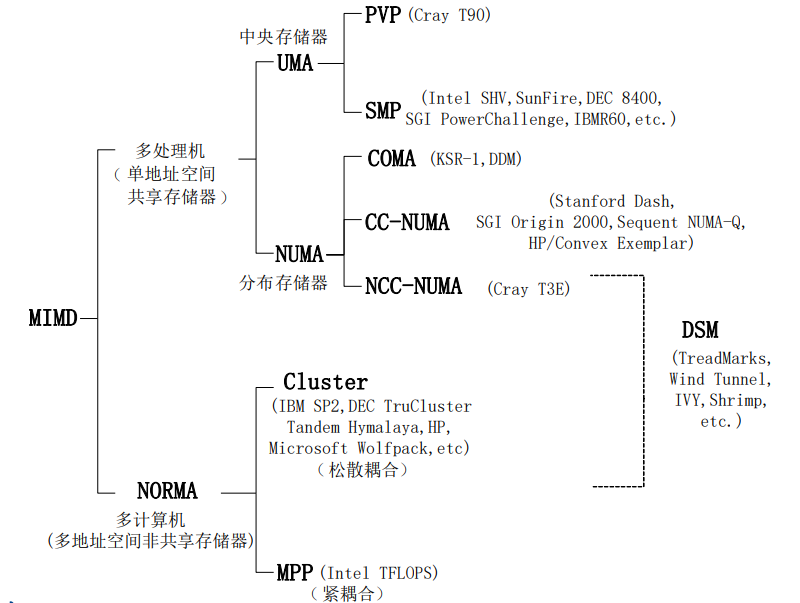 中央存储器
PVP (Cray T90)
UMA
SMP
(Intel SHV,SunFire,DEC 8400,
SGI PowerChallenge,IBMR60,etc.)
多处理机
(单地址空间
共享存储器)
COMA (KSR-1,DDM)
CC-NUMA
(Stanford Dash,
SGI Origin 2000,Sequent NUMA-Q,
HP/Convex Exemplar)
NUMA
分布存储器
NCC-NUMA (Cray T3E)
MIMD
DSM
(TreadMarks,
Wind Tunnel,
IVY,Shrimp,
etc.)
Cluster
(IBM SP2,DEC TruCluster
Tandem Hymalaya,HP,
Microsoft Wolfpack,etc)
(松散耦合)
NORMA
多计算机
(多地址空间非共享存储器)
MPP (Intel TFLOPS)
(紧耦合)